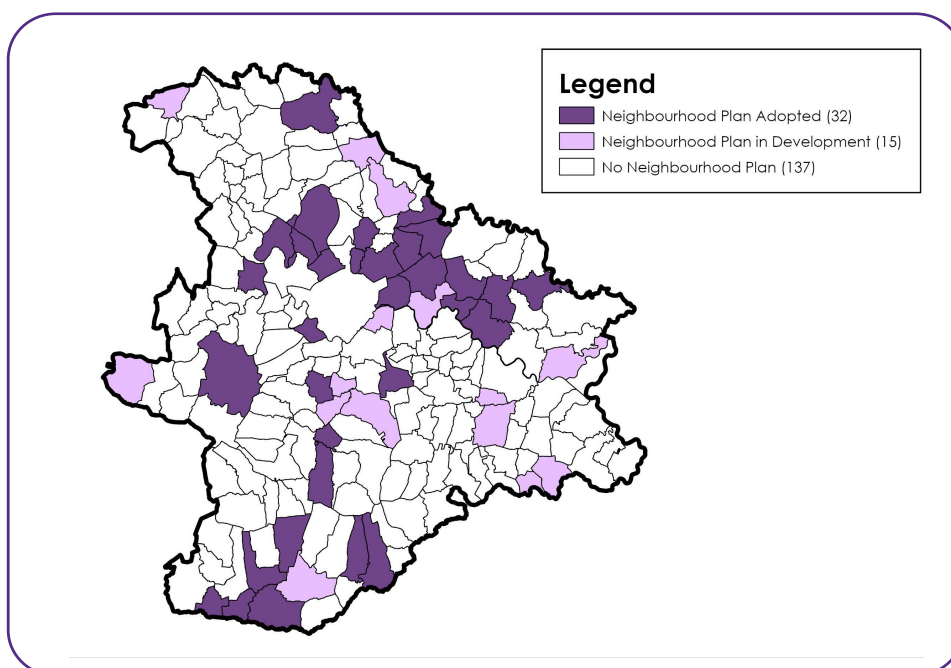 Legend
Neighbourhood Plan Adopted (32)
Neighbourhood Plan in Development (15)
No Neighbourhood Plan (137)